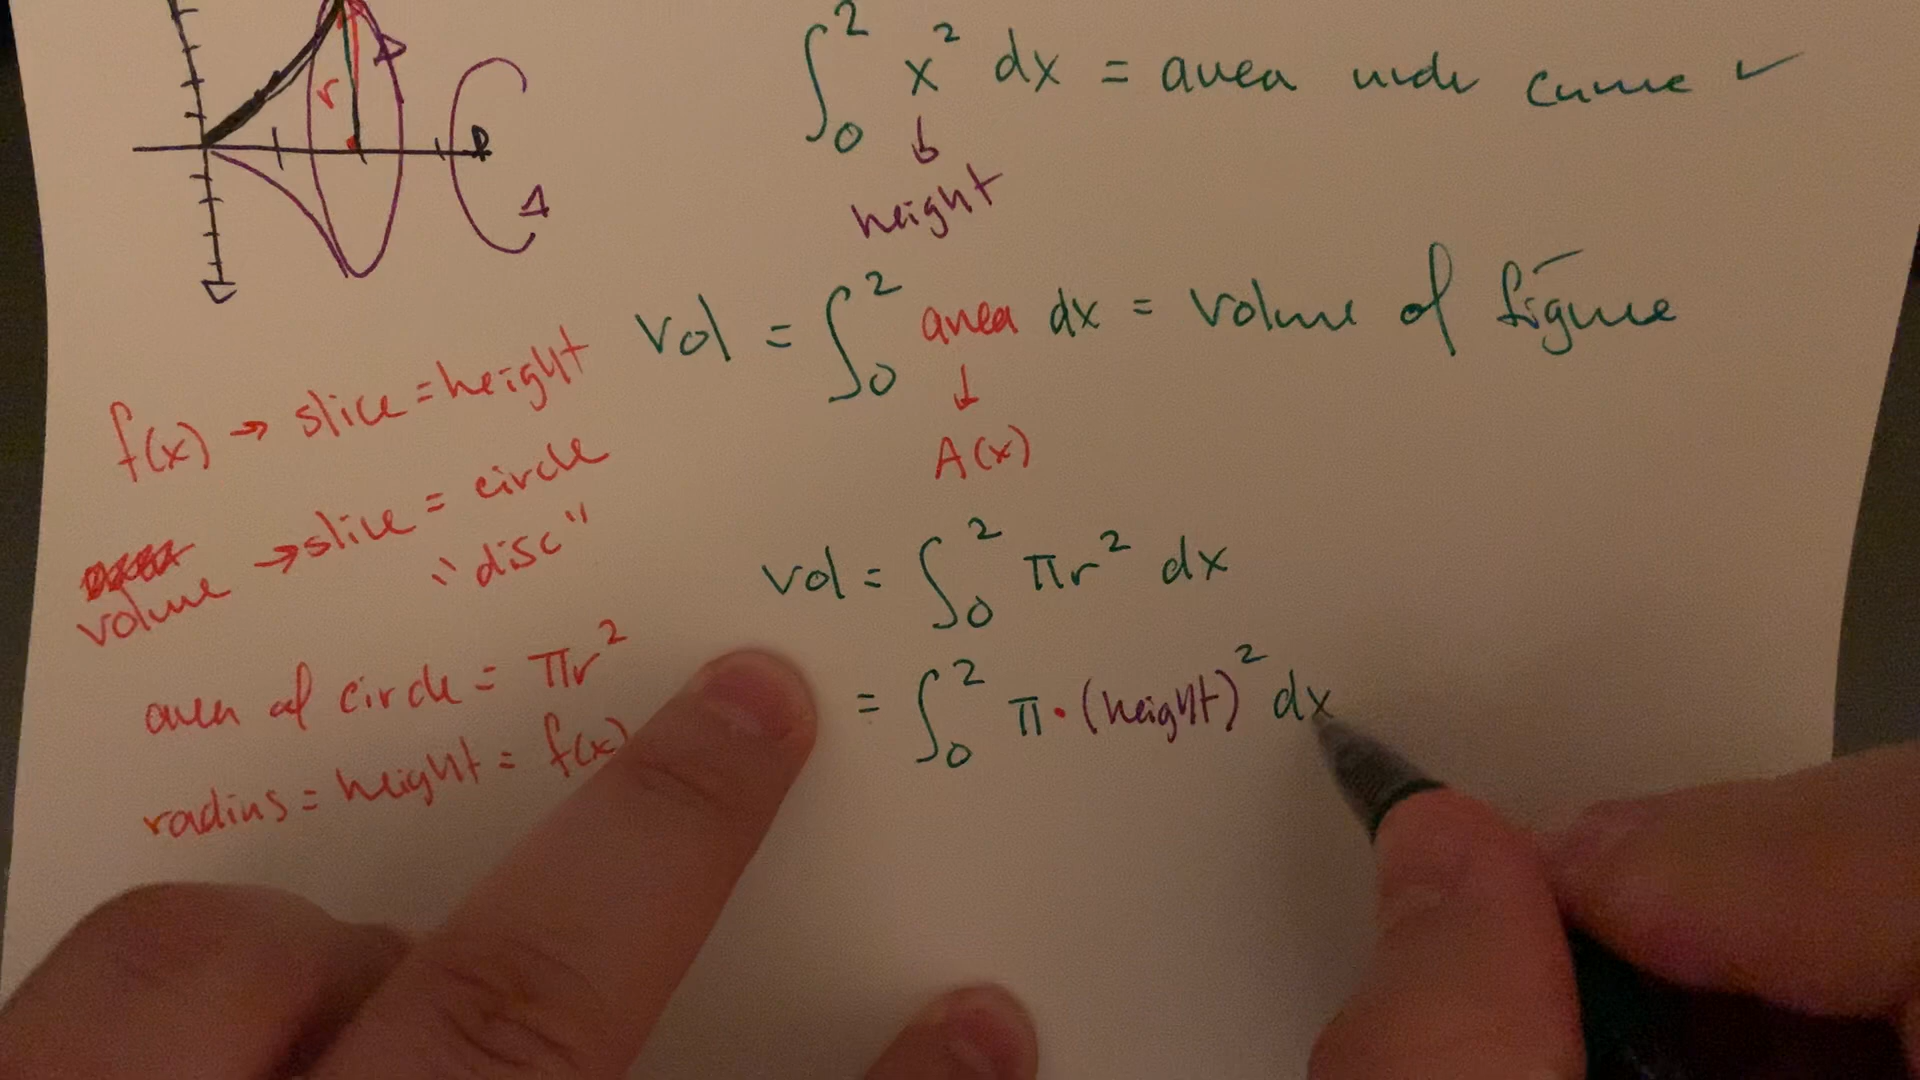 r
∫₀² x² dx = area under curve ✓
height
Vol = ∫₀² area dx = volume of figure
A(x)
f(x) → slice = height
volume → slice = circle
"disc"
area of circle = πr²
radius = height = f(x)
vol = ∫₀² πr² dx
= ∫₀² π · (height)² dx